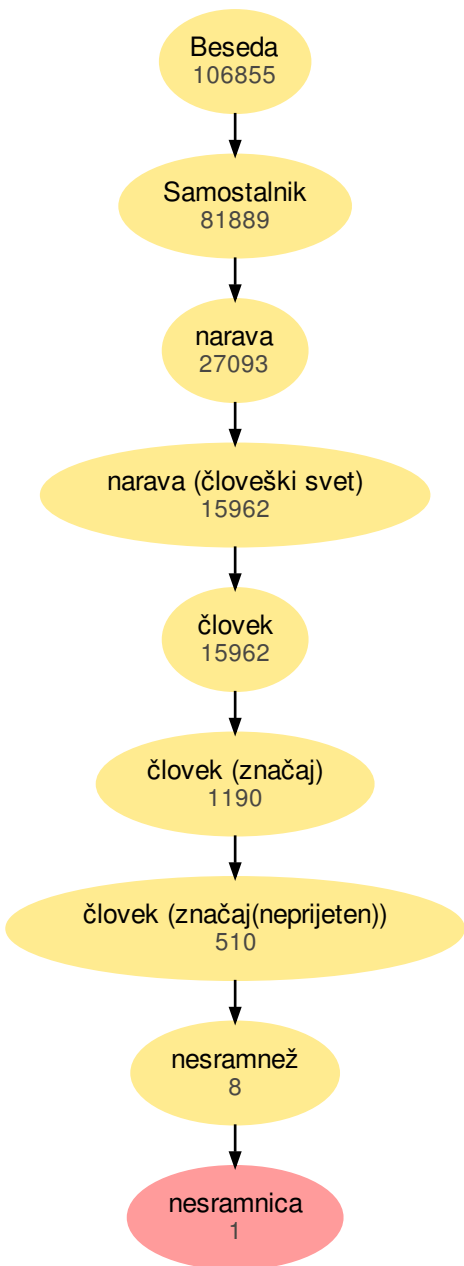 Beseda
106855
Samostalnik
81889
narava
27093
narava (človeški svet)
15962
človek
15962
človek (značaj)
1190
človek (značaj(neprijeten))
510
nesramnež
8
nesramnica
1